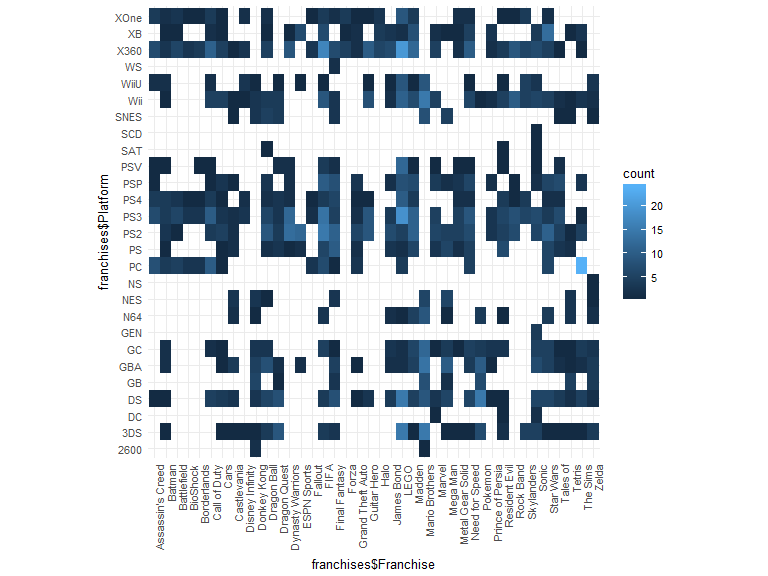 XOne
XB
X360
WS
WiiU
Wii
SNES
SCD
SAT
PSV
PSP
PS4
PS3
PS2
PS
PC
NS
NES
N64
GEN
GC
GBA
GB
DS
DC
3DS
2600
franchises$Platform
Assassin's Creed
Batman
Battlefield
BioShock
Borderlands
Call of Duty
Cars
Castlevania
Disney Infinity
Donkey Kong
Dragon Ball
Dragon Quest
Dynasty Warriors
ESPN Sports
Fallout
FIFA
Final Fantasy
Forza
Grand Theft Auto
Guitar Hero
Halo
James Bond
LEGO
Madden
Mario Brothers
Marvel
Mega Man
Metal Gear Solid
Need for Speed
Pokemon
Prince of Persia
Resident Evil
Rock Band
Skylanders
Sonic
Star Wars
Tales of
Tetris
The Sims
Zelda
franchises$Franchise
count
20
15
10
5